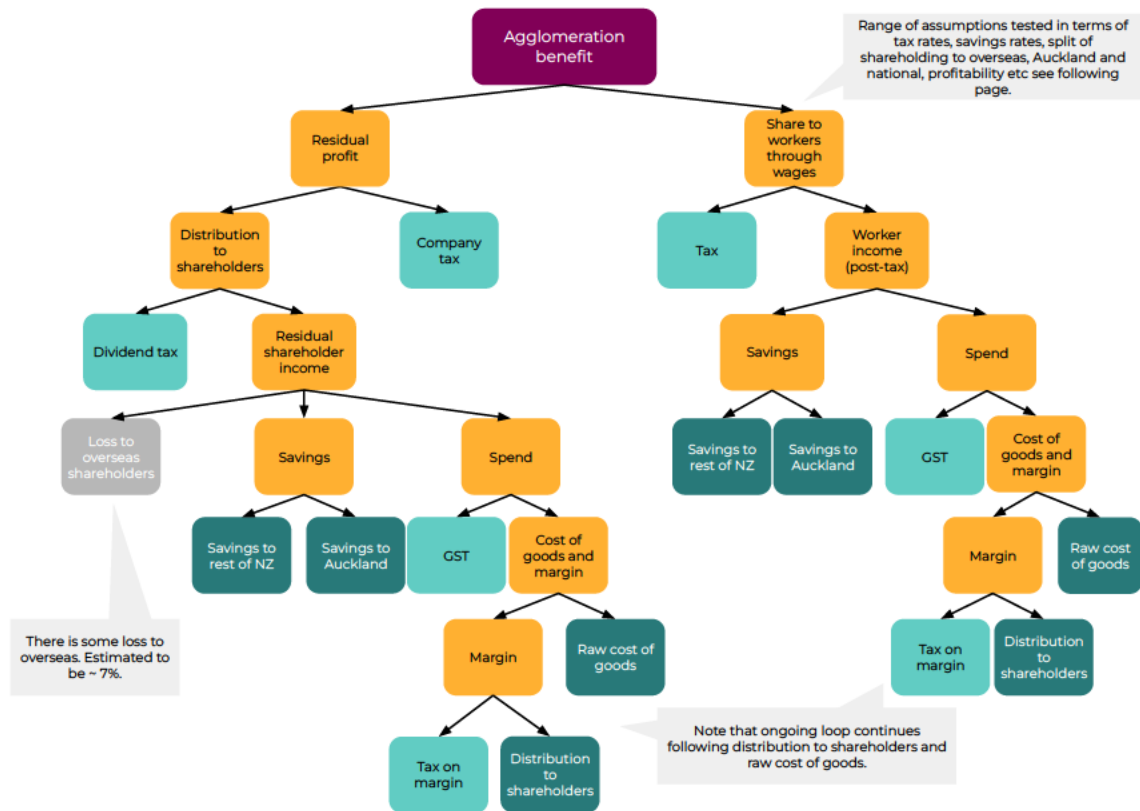 Agglomeration
benefit
Range of assumptions tested in terms of
tax rates, savings rates, split of
shareholding to overseas, Auckland and
national, profitability etc see following
page.
Residual
profit
Share to
workers
through
wages
Distribution
to
shareholders
Company
tax
Tax
Worker
income
(post-tax)
Dividend tax
Residual
shareholder
income
Savings
Spend
Loss to
overseas
shareholders
Savings
Spend
Savings to
rest of NZ
Savings to
Auckland
GST
Cost of
goods and
margin
Savings to
rest of NZ
Savings to
Auckland
GST
Cost of
goods and
margin
Margin
Raw cost
of goods
There is some loss to
overseas. Estimated to
be ~ 7%.
Margin
Raw cost of
goods
Tax on
margin
Distribution
to
shareholders
Note that ongoing loop continues
following distribution to shareholders and
raw cost of goods.
Tax on
margin
Distribution
to
shareholders